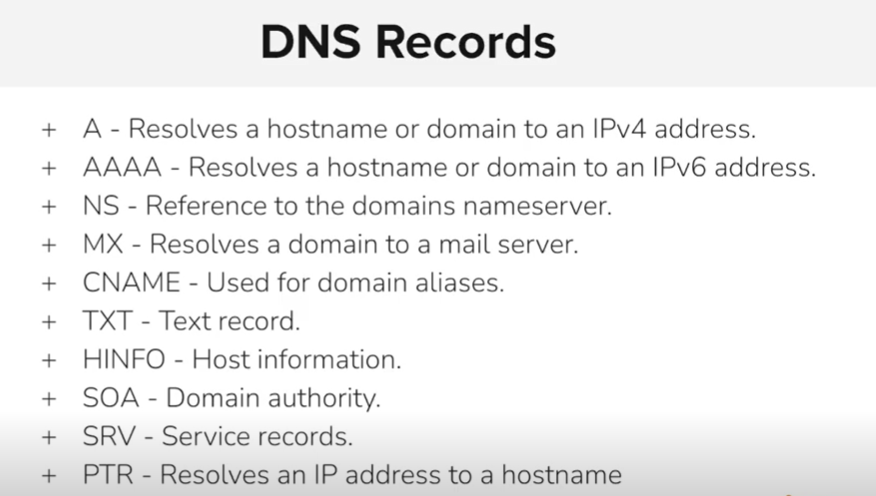 DNS Records
+ A - Resolves a hostname or domain to an IPv4 address.
+ AAAA - Resolves a hostname or domain to an IPv6 address.
+ NS - Reference to the domains nameserver.
+ MX - Resolves a domain to a mail server.
+ CNAME - Used for domain aliases.
+ TXT - Text record.
+ HINFO - Host information.
+ SOA - Domain authority.
+ SRV - Service records.
+ PTR - Resolves an IP address to a hostname